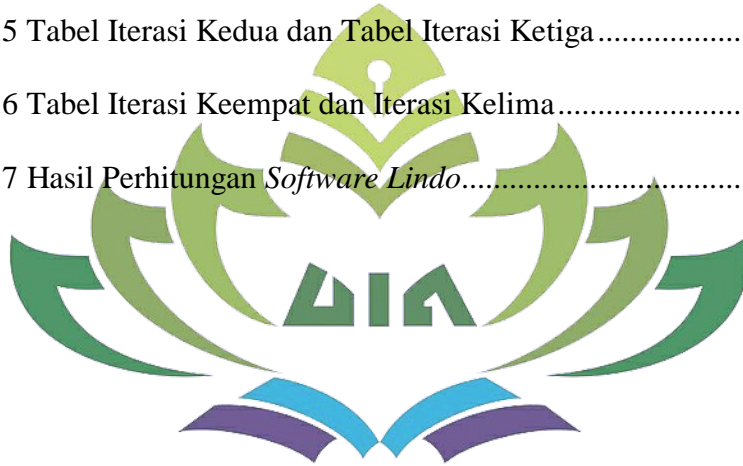 5 Tabel Iterasi Kedua dan Tabel Iterasi Ketiga..................
6 Tabel Iterasi Keempat dan Iterasi Kelima.......................
7 Hasil Perhitungan Software Lindo..................................
UIN